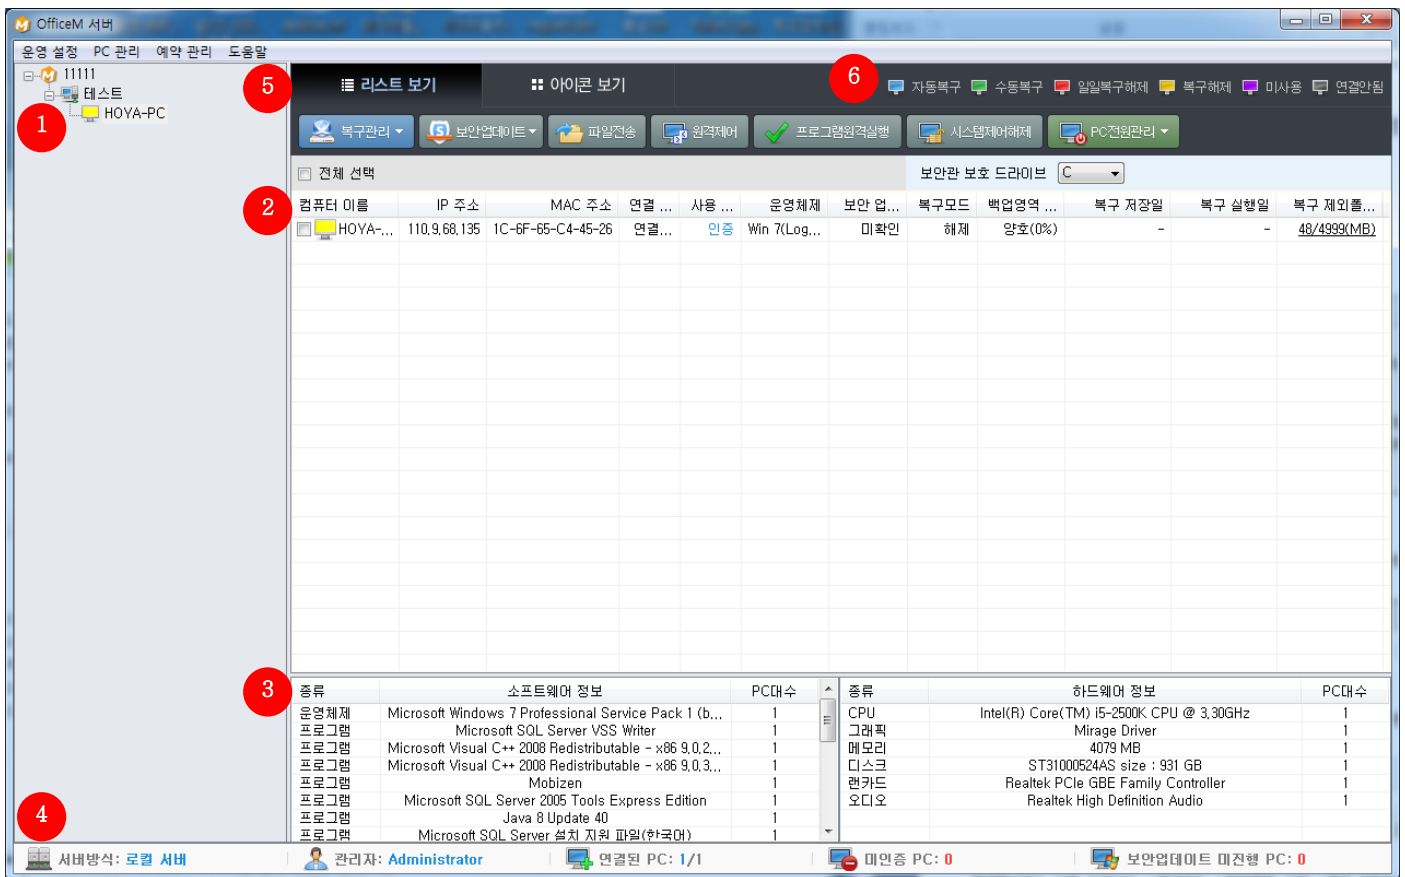 OfficeM 서버
운영 설정 PC 관리 예약 관리 도움말
11111
테스트
HOYA-PC
1
5
리스트 보기 아이콘 보기
6
자동복구 수동복구 일일복구해제 복구해제 미사용 연결안됨
복구관리 보안업데이트 파일전송 원격제어 프로그램원격실행 시스템제어해제 PC전원관리
전체 선택 보안관 보호 드라이브 C
2
컴퓨터 이름 IP 주소 MAC 주소 연결 ... 사용 ... 운영체제 보안 업... 복구모드 백업영역 ... 복구 저장일 복구 실행일 복구 제외폴...
HOYA-... 110.9.68.135 1C-6F-65-C4-45-26 연결... 인증 Win 7(Log... 미확인 해제 양호(0%) - - 48/4999(MB)
3
종류 소프트웨어 정보 PC대수
운영체제 Microsoft Windows 7 Professional Service Pack 1 (b... 1
프로그램 Microsoft SQL Server VSS Writer 1
프로그램 Microsoft Visual C++ 2008 Redistributable - x86 9.0.2... 1
프로그램 Microsoft Visual C++ 2008 Redistributable - x86 9.0.3... 1
프로그램 Mobizen 1
프로그램 Microsoft SQL Server 2005 Tools Express Edition 1
프로그램 Java 8 Update 40 1
프로그램 Microsoft SQL Server 설치 지원 파일(한국어) 1
종류 하드웨어 정보 PC대수
CPU Intel(R) Core(TM) i5-2500K CPU @ 3.30GHz 1
그래픽 Mirage Driver 1
메모리 4079 MB 1
디스크 ST31000524AS size : 931 GB 1
랜카드 Realtek PCIe GBE Family Controller 1
오디오 Realtek High Definition Audio 1
4
서버방식: 로컬 서버 관리자: Administrator 연결된 PC: 1/1 미인증 PC: 0 보안업데이트 미진행 PC: 0